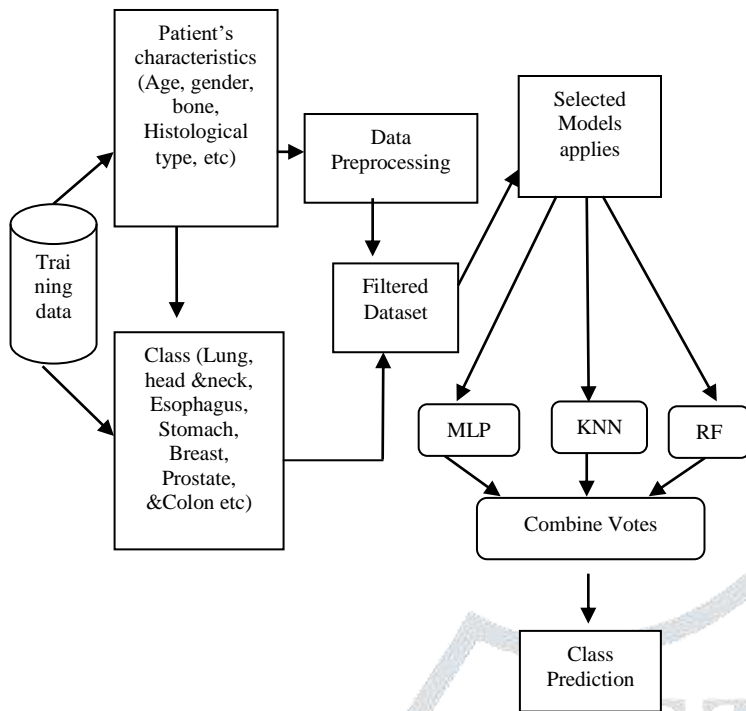 Patient's
characteristics
(Age, gender,
bone,
Histological
type, etc)
Data
Preprocessing
Selected
Models
applies
Trai
ning
data
Filtered
Dataset
Class (Lung,
head &neck,
Esophagus,
Stomach,
Breast,
Prostate,
&Colon etc)
MLP
KNN
RF
Combine Votes
Class
Prediction